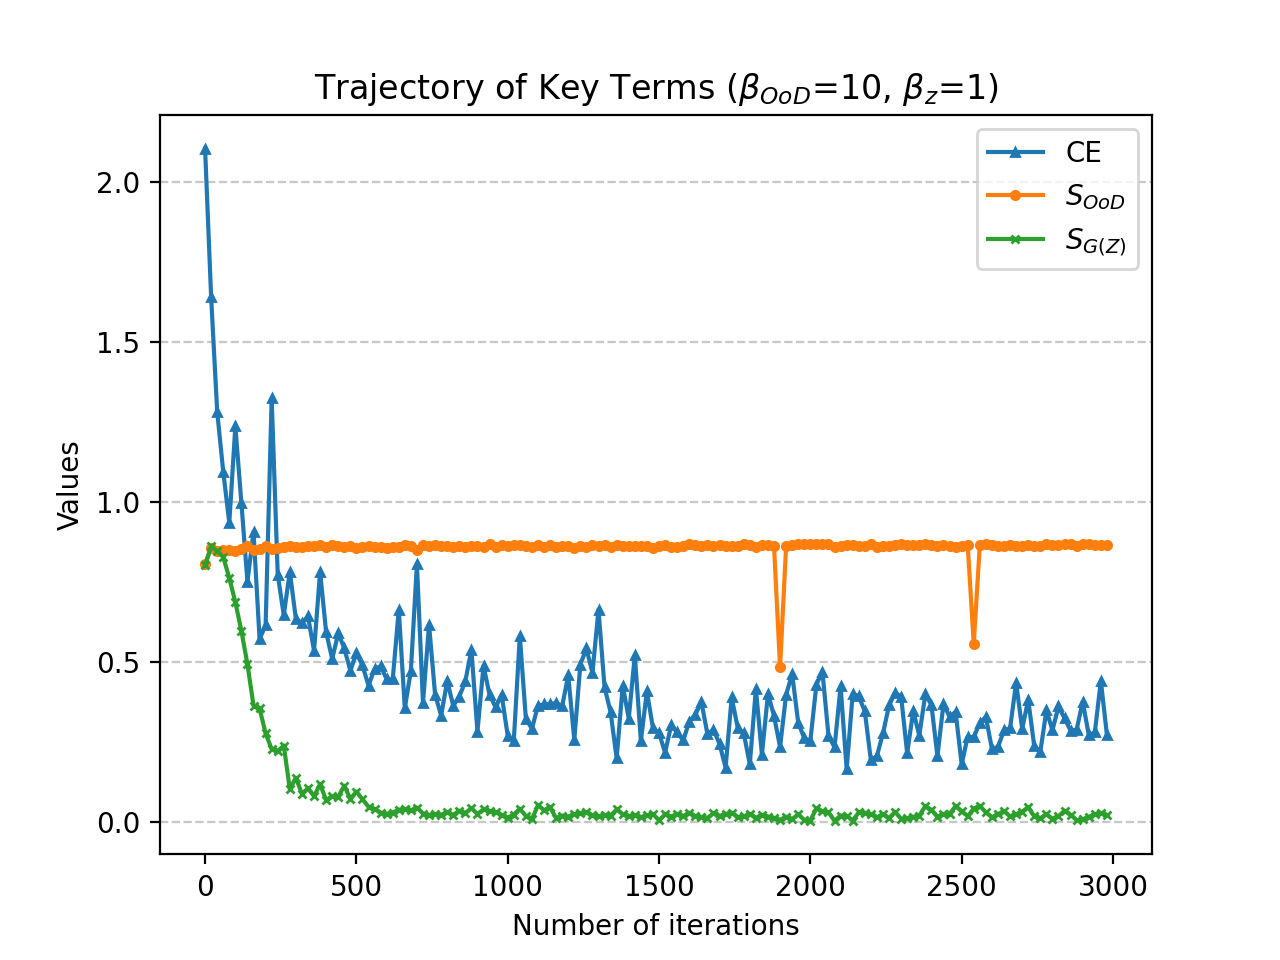 Trajectory of Key Terms (β_OoD=10, β_z=1)
CE
S_OoD
S_G(Z)
Values
2.0
1.5
1.0
0.5
0.0
0 500 1000 1500 2000 2500 3000
Number of iterations